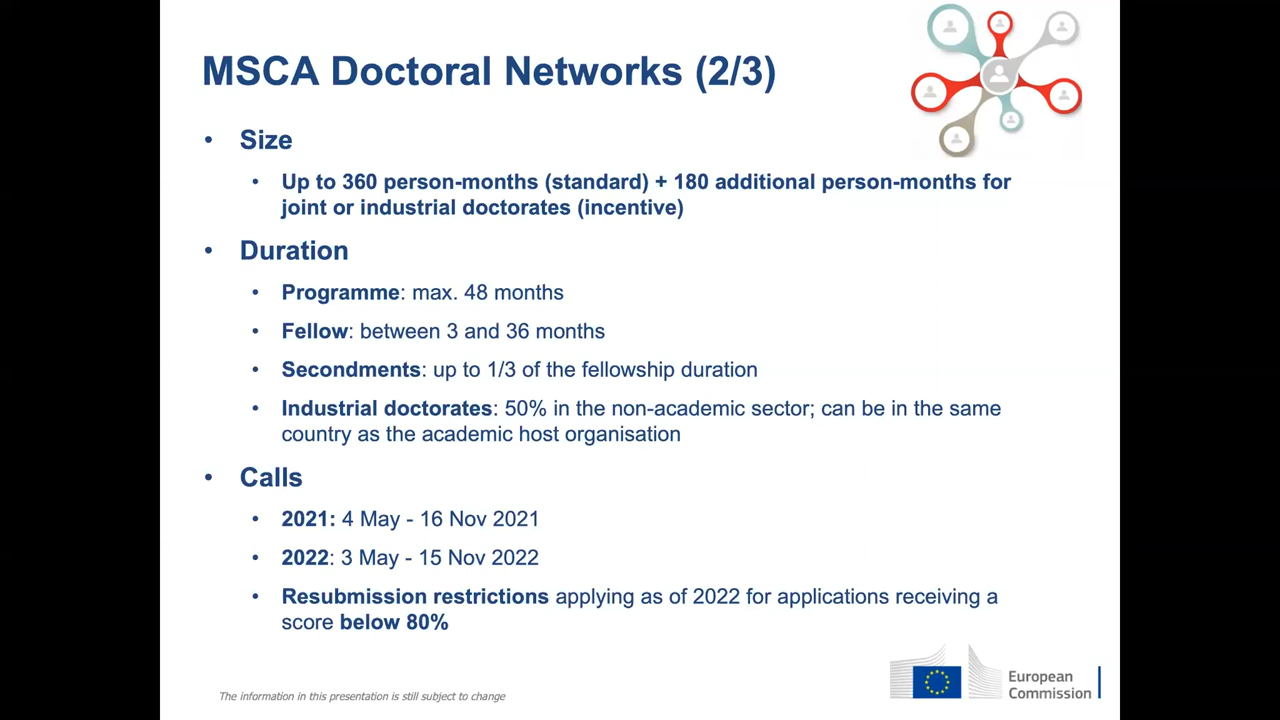 MSCA Doctoral Networks (2/3)
• Size
• Up to 360 person-months (standard) + 180 additional person-months for
joint or industrial doctorates (incentive)
• Duration
• Programme: max. 48 months
• Fellow: between 3 and 36 months
• Secondments: up to 1/3 of the fellowship duration
• Industrial doctorates: 50% in the non-academic sector; can be in the same
country as the academic host organisation
• Calls
• 2021: 4 May - 16 Nov 2021
• 2022: 3 May - 15 Nov 2022
• Resubmission restrictions applying as of 2022 for applications receiving a
score below 80%
The information in this presentation is still subject to change
European
Commission